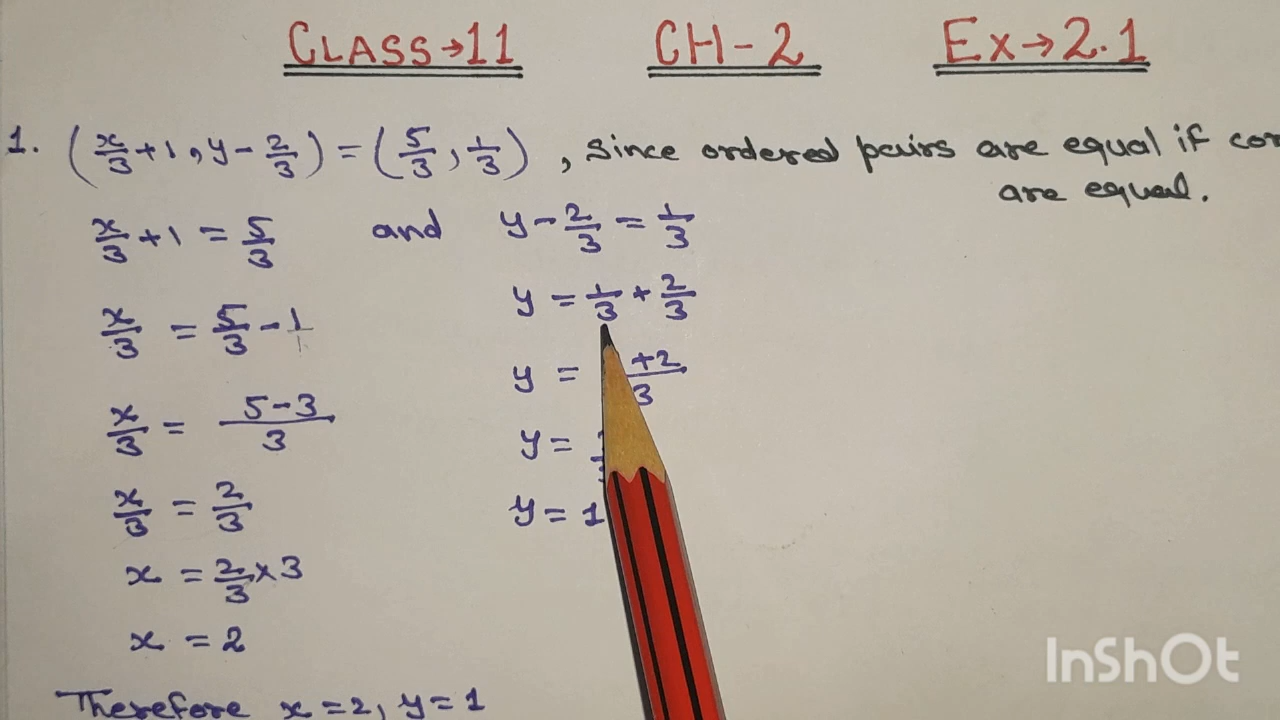 CLASS→11 CH-2 Ex→2.1
1. (x/3 + 1, y - 2/3) = (5/3, 1/3), since ordered pairs are equal if
are equal.
x/3 + 1 = 5/3 and y - 2/3 = 1/3
x/3 = 5/3 - 1/1
y = 1/3 + 2/3
x/3 = (5-3)/3
y = +2/3
x/3 = 2/3
y =
y = 1
x = 2/3 × 3
x = 2
Therefore x=2, y=1
InShOt